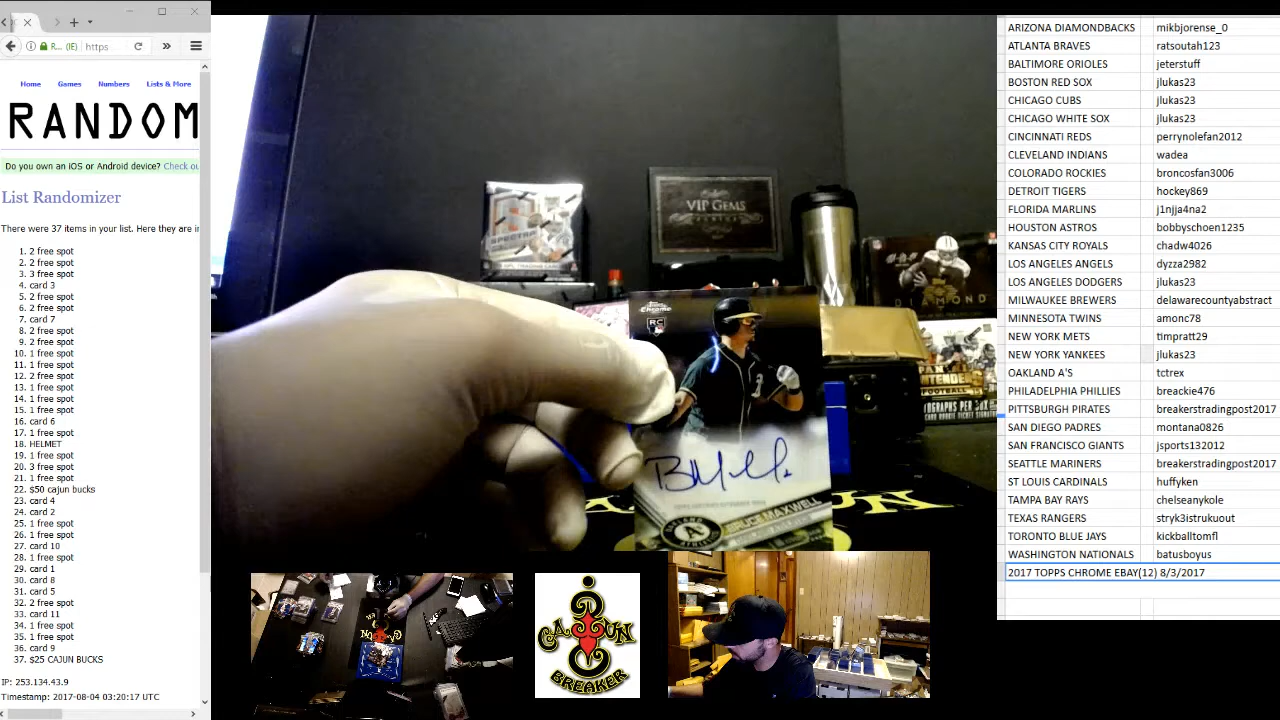 R... (IE)
https
Home Games Numbers Lists & More
RANDOM
Do you own an iOS or Android device? Check ou
List Randomizer
There were 37 items in your list. Here they are in
1. 2 free spot
2. 2 free spot
3. 3 free spot
4. card 3
5. 2 free spot
6. 2 free spot
7. card 7
8. 2 free spot
9. 2 free spot
10. 1 free spot
11. 1 free spot
12. 2 free spot
13. 1 free spot
14. 1 free spot
15. 1 free spot
16. card 6
17. 1 free spot
18. HELMET
19. 1 free spot
20. 3 free spot
21. 1 free spot
22. $50 cajun bucks
23. card 4
24. card 2
25. 1 free spot
26. 1 free spot
27. card 10
28. 1 free spot
29. card 1
30. card 8
31. card 5
32. 2 free spot
33. card 11
34. 1 free spot
35. 1 free spot
36. card 9
37. $25 CAJUN BUCKS
IP: 253.134.43.9
Timestamp: 2017-08-04 03:20:17 UTC
SPECTRA
VIP GEMS
DIAMOND
FOOTBALL
Chrome
RC
BRUCE MAXWELL
CAJUN
BREAKER
ARIZONA DIAMONDBACKS mikbjorense_0
ATLANTA BRAVES ratsoutah123
BALTIMORE ORIOLES jeterstuff
BOSTON RED SOX jlukas23
CHICAGO CUBS jlukas23
CHICAGO WHITE SOX jlukas23
CINCINNATI REDS perrynolefan2012
CLEVELAND INDIANS wadea
COLORADO ROCKIES broncosfan3006
DETROIT TIGERS hockey869
FLORIDA MARLINS j1njja4na2
HOUSTON ASTROS bobbyschoen1235
KANSAS CITY ROYALS chadw4026
LOS ANGELES ANGELS dyzza2982
LOS ANGELES DODGERS jlukas23
MILWAUKEE BREWERS delawarecountyabstract
MINNESOTA TWINS amonc78
NEW YORK METS timpratt29
NEW YORK YANKEES jlukas23
OAKLAND A'S tctrex
PHILADELPHIA PHILLIES breackie476
PITTSBURGH PIRATES breakerstradingpost2017
SAN DIEGO PADRES montana0826
SAN FRANCISCO GIANTS jsports132012
SEATTLE MARINERS breakerstradingpost2017
ST LOUIS CARDINALS huffyken
TAMPA BAY RAYS chelseanykole
TEXAS RANGERS stryk3istrukuout
TORONTO BLUE JAYS kickballtomfl
WASHINGTON NATIONALS batusboyus
2017 TOPPS CHROME EBAY(12) 8/3/2017